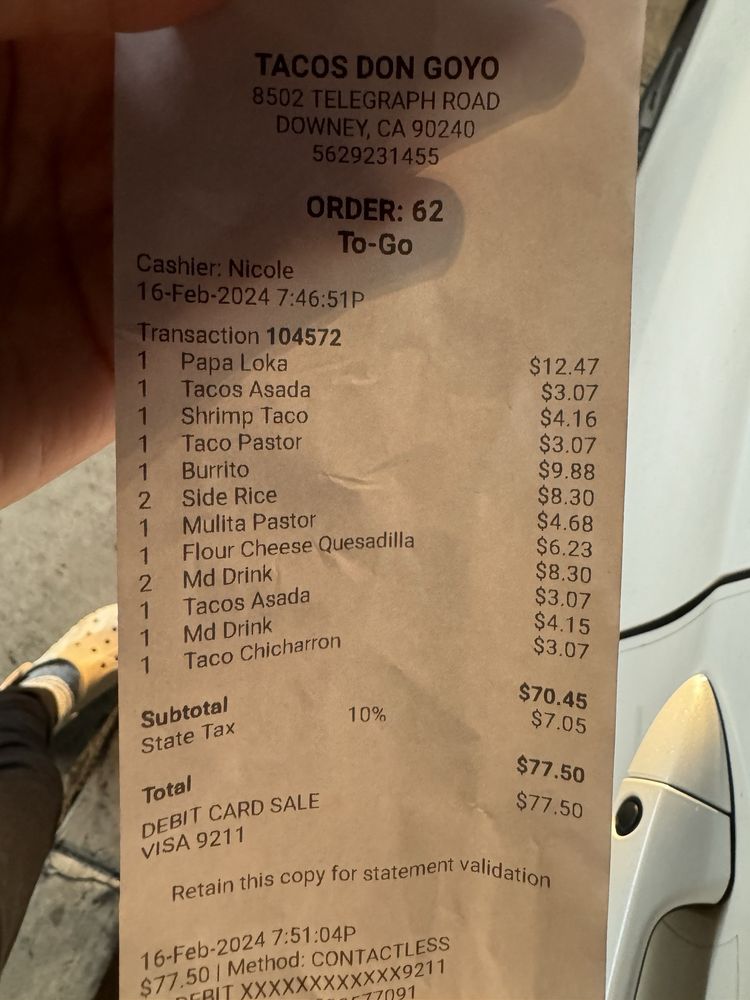 TACOS DON GOYO
8502 TELEGRAPH ROAD
DOWNEY, CA 90240
5629231455
ORDER: 62
To-Go
Cashier: Nicole
16-Feb-2024 7:46:51P
Transaction 104572
1 Papa Loka $12.47
1 Tacos Asada $3.07
1 Shrimp Taco $4.16
1 Taco Pastor $3.07
1 Burrito $9.88
2 Side Rice $8.30
1 Mulita Pastor $4.68
1 Flour Cheese Quesadilla $6.23
2 Md Drink $8.30
1 Tacos Asada $3.07
1 Md Drink $4.15
1 Taco Chicharron $3.07
Subtotal $70.45
State Tax 10% $7.05
Total $77.50
DEBIT CARD SALE $77.50
VISA 9211
Retain this copy for statement validation
16-Feb-2024 7:51:04P
$77.50 | Method: CONTACTLESS
DEBIT XXXXXXXXXXXX9211